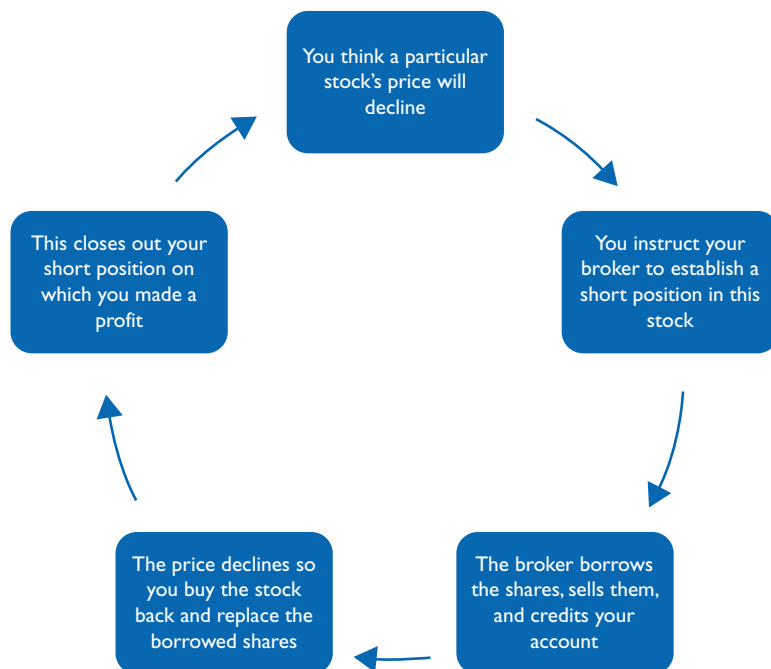 You think a particular
stock’s price will
decline
You instruct your
broker to establish a
short position in this
stock
The broker borrows
the shares, sells them,
and credits your
account
The price declines so
you buy the stock
back and replace the
borrowed shares
This closes out your
short position on
which you made a
profit